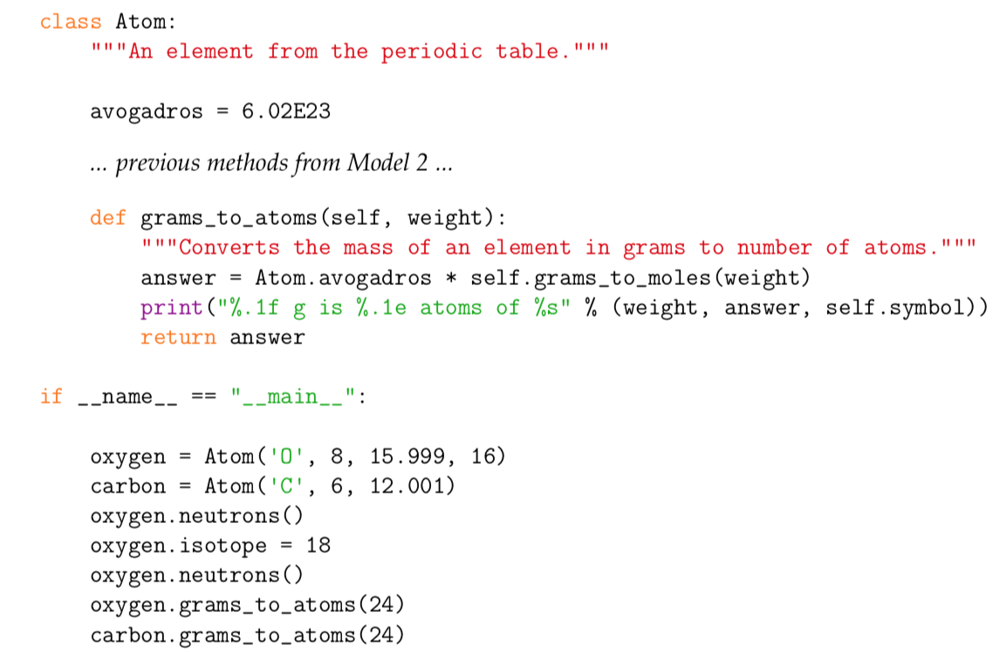 class Atom:
    """An element from the periodic table."""

    avogadros = 6.02E23

    ... previous methods from Model 2 ...

    def grams_to_atoms(self, weight):
        """Converts the mass of an element in grams to number of atoms."""
        answer = Atom.avogadros * self.grams_to_moles(weight)
        print("%.1f g is %.1e atoms of %s" % (weight, answer, self.symbol))
        return answer

if __name__ == "__main__":

    oxygen = Atom('O', 8, 15.999, 16)
    carbon = Atom('C', 6, 12.001)
    oxygen.neutrons()
    oxygen.isotope = 18
    oxygen.neutrons()
    oxygen.grams_to_atoms(24)
    carbon.grams_to_atoms(24)